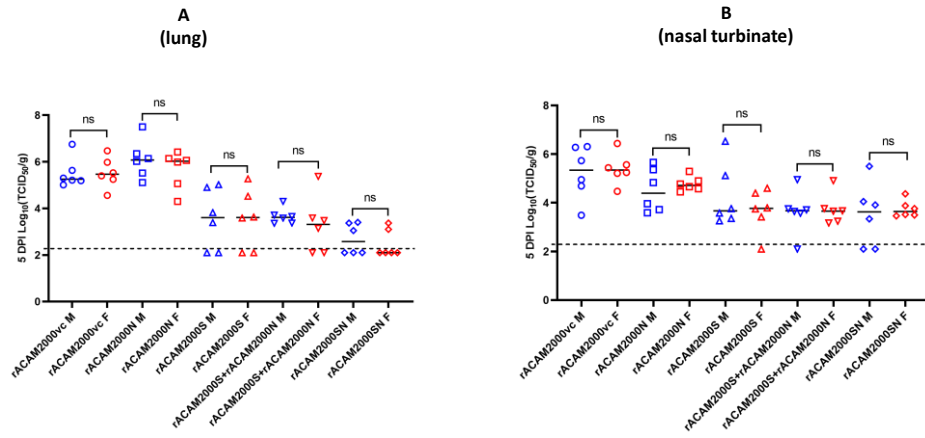 A
(lung)
5 DPI Log10(TCID50/g)
8
6
4
2
0
ns
ns
ns
ns
ns
rACAM2000vc M
rACAM2000vc F
rACAM2000N M
rACAM2000N F
rACAM2000S M
rACAM2000S F
rACAM2000S+rACAM2000N M
rACAM2000S+rACAM2000N F
rACAM2000SN M
rACAM2000SN F
B
(nasal turbinate)
5 DPI Log10(TCID50/g)
8
6
4
2
0
ns
ns
ns
ns
ns
rACAM2000vc M
rACAM2000vc F
rACAM2000N M
rACAM2000N F
rACAM2000S M
rACAM2000S F
rACAM2000S+rACAM2000N M
rACAM2000S+rACAM2000N F
rACAM2000SN M
rACAM2000SN F